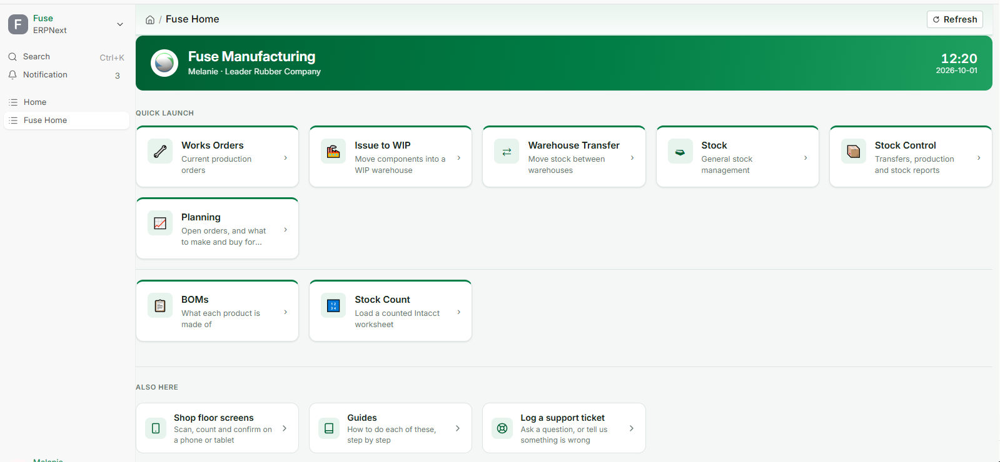 F
Fuse
ERPNext
Search Ctrl+K
Notification 3
Home
Fuse Home
/ Fuse Home
Refresh
Fuse Manufacturing
Melanie · Leader Rubber Company
12:20
2026-10-01
QUICK LAUNCH
Works Orders
Current production
orders
Issue to WIP
Move components into a
WIP warehouse
Warehouse Transfer
Move stock between
warehouses
Stock
General stock
management
Stock Control
Transfers, production
and stock reports
Planning
Open orders, and what
to make and buy for...
BOMs
What each product is
made of
1 2
3 4
Stock Count
Load a counted Intacct
worksheet
ALSO HERE
Shop floor screens
Scan, count and confirm on
a phone or tablet
Guides
How to do each of these,
step by step
Log a support ticket
Ask a question, or tell us
something is wrong
Melanie